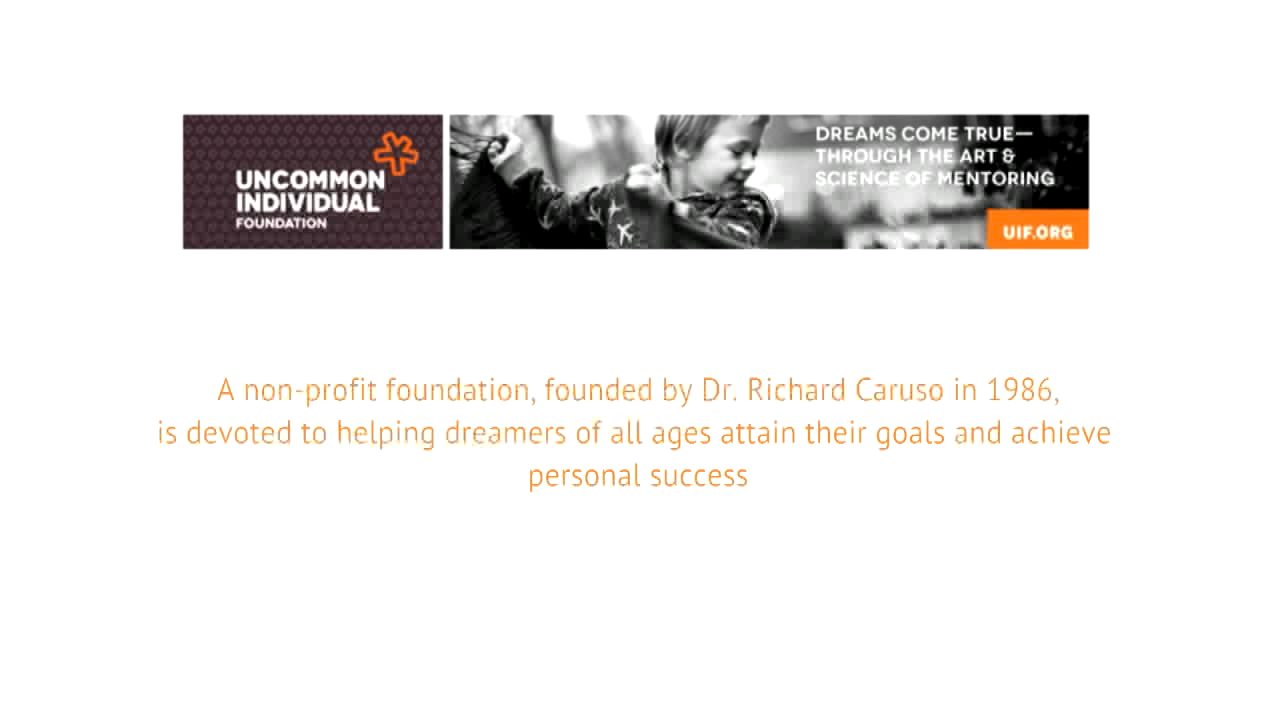 UNCOMMON
INDIVIDUAL
FOUNDATION
DREAMS COME TRUE—
THROUGH THE ART &
SCIENCE OF MENTORING
UIF.ORG
A non-profit foundation, founded by Dr. Richard Caruso in 1986,
is devoted to helping dreamers of all ages attain their goals and achieve
personal success